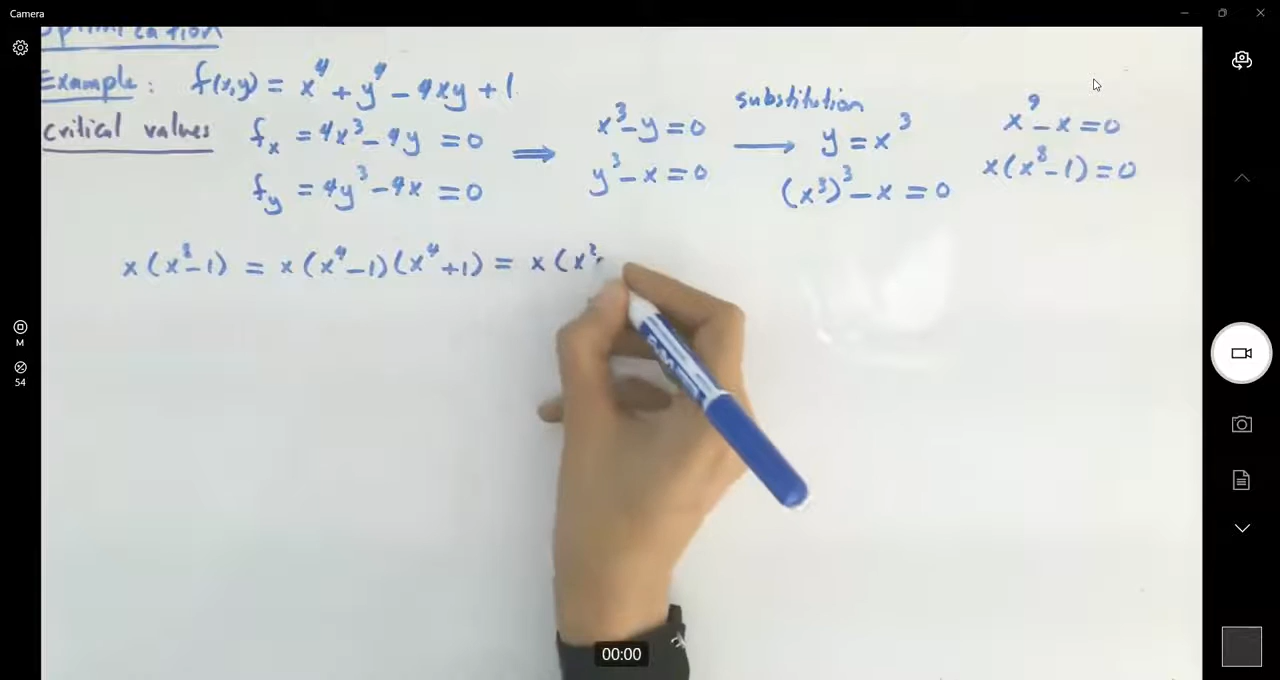 Camera
Optimization
Example: f(x,y) = x⁴ + y⁴ - 4xy + 1
critical values
fₓ = 4x³ - 4y = 0
f_y = 4y³ - 4x = 0
⟹
x³ - y = 0
y³ - x = 0
substitution
⟶ y = x³
(x³)³ - x = 0
x⁹ - x = 0
x(x⁸ - 1) = 0
x(x⁸ - 1) = x(x⁴ - 1)(x⁴ + 1) = x(x²
M
54
00:00